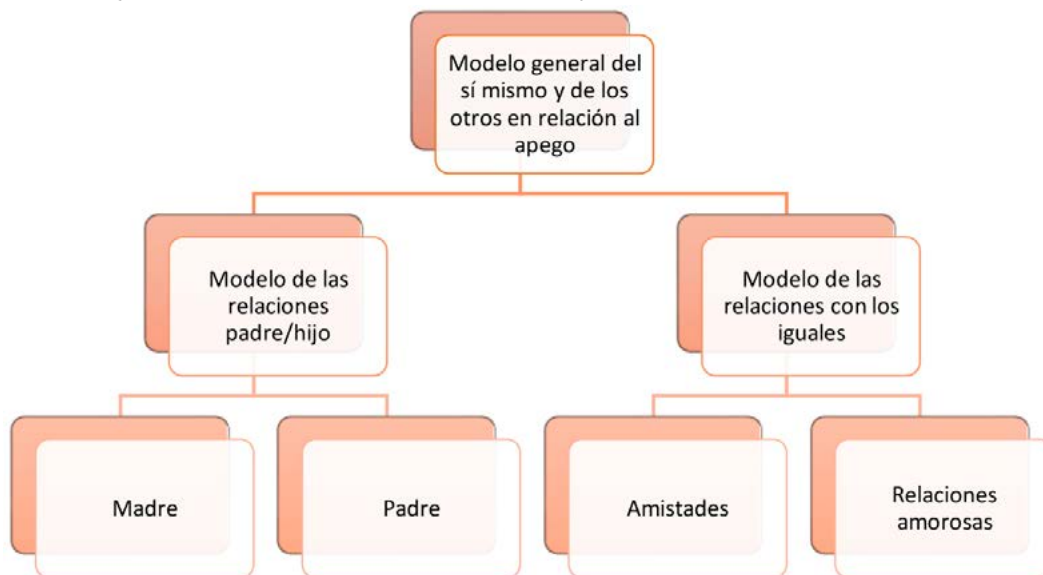 Modelo general del
sí mismo y de los
otros en relación al
apego
Modelo de las
relaciones
padre/hijo
Modelo de las
relaciones con los
iguales
Madre
Padre
Amistades
Relaciones
amorosas